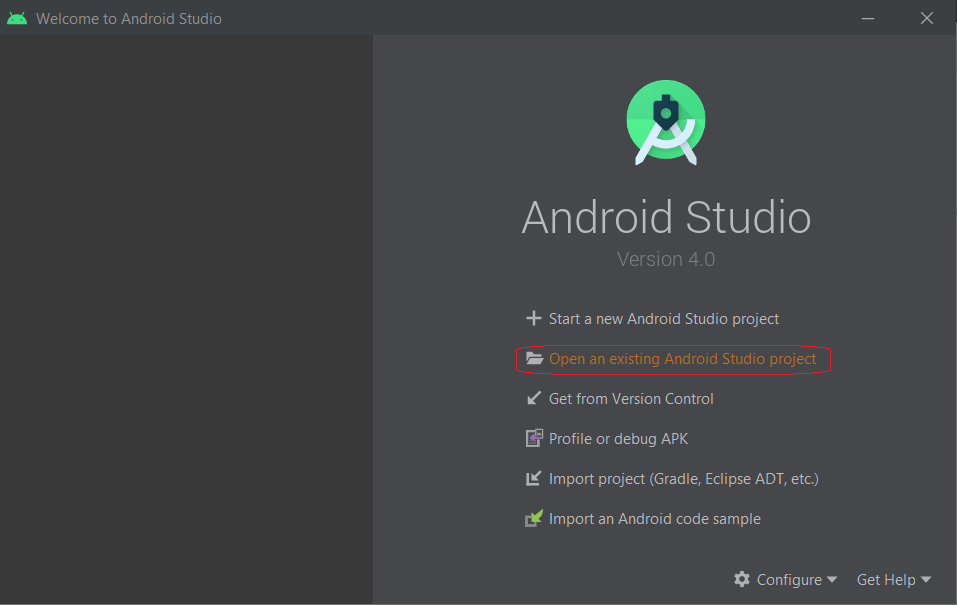 Welcome to Android Studio
Android Studio
Version 4.0
Start a new Android Studio project
Open an existing Android Studio project
Get from Version Control
Profile or debug APK
Import project (Gradle, Eclipse ADT, etc.)
Import an Android code sample
Configure Get Help